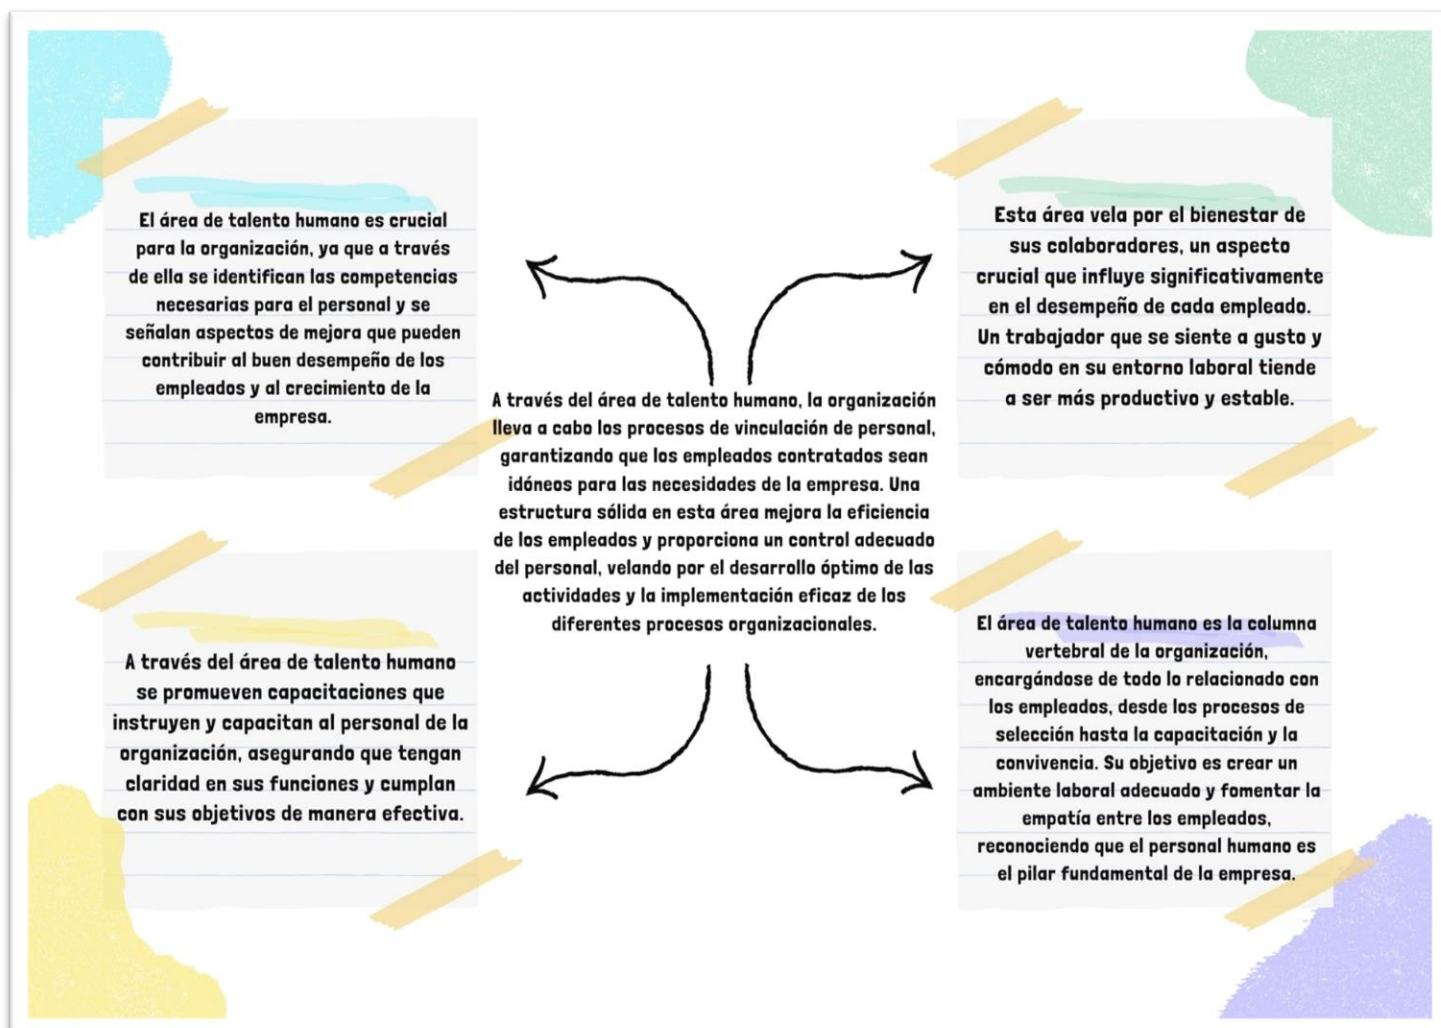 El área de talento humano es crucial
para la organización, ya que a través
de ella se identifican las competencias
necesarias para el personal y se
señalan aspectos de mejora que pueden
contribuir al buen desempeño de los
empleados y al crecimiento de la
empresa.
Esta área vela por el bienestar de
sus colaboradores, un aspecto
crucial que influye significativamente
en el desempeño de cada empleado.
Un trabajador que se siente a gusto y
cómodo en su entorno laboral tiende
a ser más productivo y estable.
A través del área de talento humano, la organización
lleva a cabo los procesos de vinculación de personal,
garantizando que los empleados contratados sean
idóneos para las necesidades de la empresa. Una
estructura sólida en esta área mejora la eficiencia
de los empleados y proporciona un control adecuado
del personal, velando por el desarrollo óptimo de las
actividades y la implementación eficaz de los
diferentes procesos organizacionales.
A través del área de talento humano
se promueven capacitaciones que
instruyen y capacitan al personal de la
organización, asegurando que tengan
claridad en sus funciones y cumplan
con sus objetivos de manera efectiva.
El área de talento humano es la columna
vertebral de la organización,
encargándose de todo lo relacionado con
los empleados, desde los procesos de
selección hasta la capacitación y la
convivencia. Su objetivo es crear un
ambiente laboral adecuado y fomentar la
empatía entre los empleados,
reconociendo que el personal humano es
el pilar fundamental de la empresa.